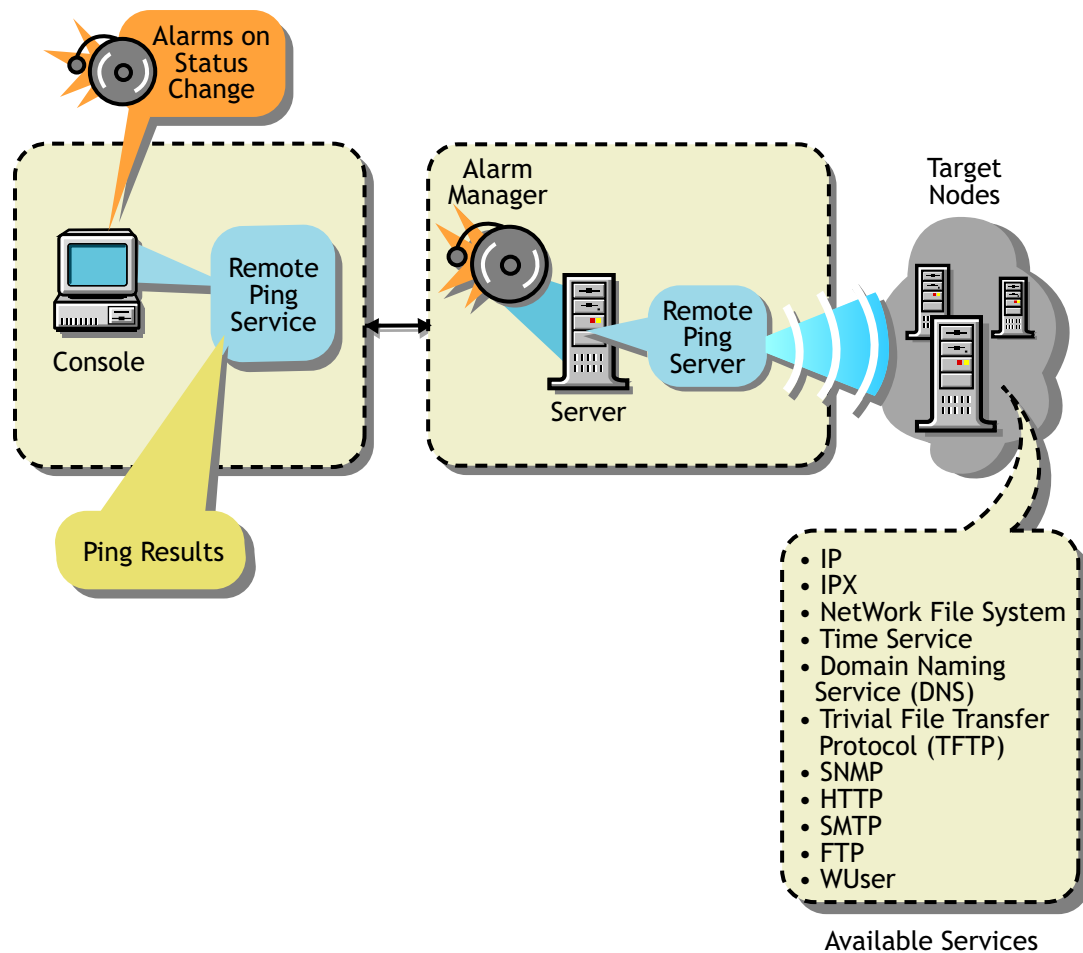 Alarms on
Status
Change
Alarm
Manager
Target
Nodes
Remote
Ping
Service
Console
Remote
Ping
Server
Server
Ping Results
• IP
• IPX
• NetWork File System
• Time Service
• Domain Naming
Service (DNS)
• Trivial File Transfer
Protocol (TFTP)
• SNMP
• HTTP
• SMTP
• FTP
• WUser
Available Services